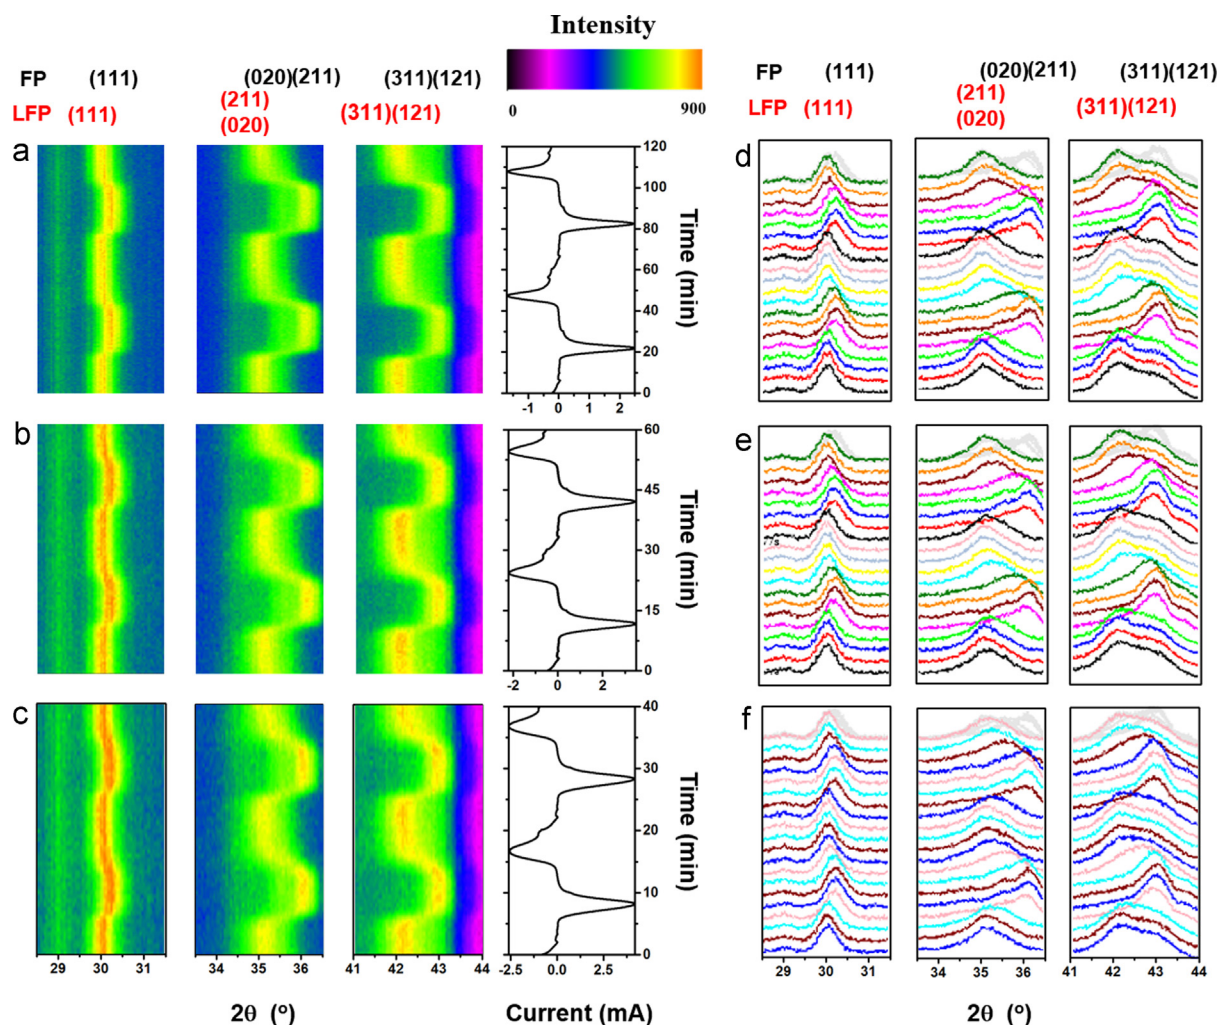 Intensity
FP (111) (020)(211) (311)(121)
LFP (111) (211) (020) (311)(121)
0 900
FP (111) (020)(211) (311)(121)
LFP (111) (211) (020) (311)(121)
a
120
100
80
60
40
20
0
-1 0 1 2
Time (min)
b
60
45
30
15
0
-2 0 2
Time (min)
c
40
30
20
10
0
29 30 31
34 35 36
41 42 43 44
-2.5 0.0 2.5
Time (min)
2θ (o)
Current (mA)
d
e
f
29 30 31
34 35 36
41 42 43 44
2θ (o)